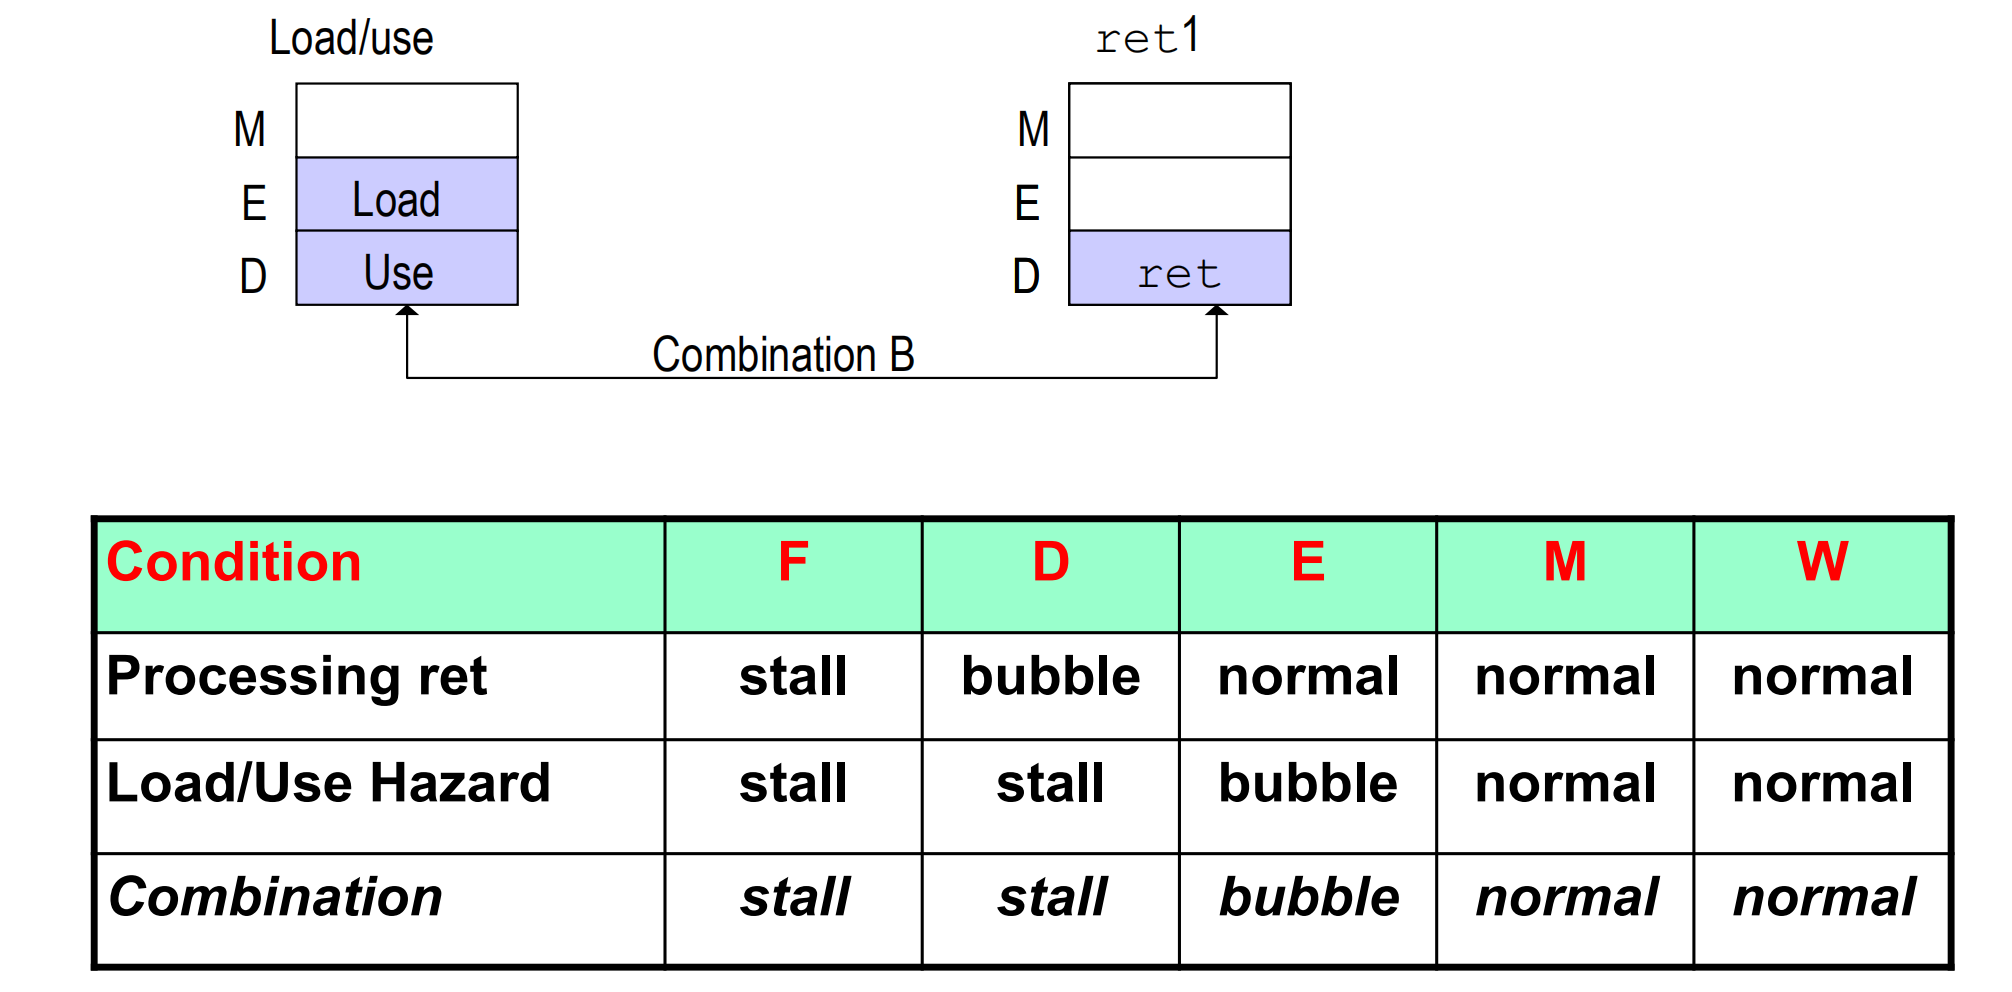 Load/use ret1
M M
E Load E
D Use D ret
Combination B
Condition F D E M W
Processing ret stall bubble normal normal normal
Load/Use Hazard stall stall bubble normal normal
Combination stall stall bubble normal normal